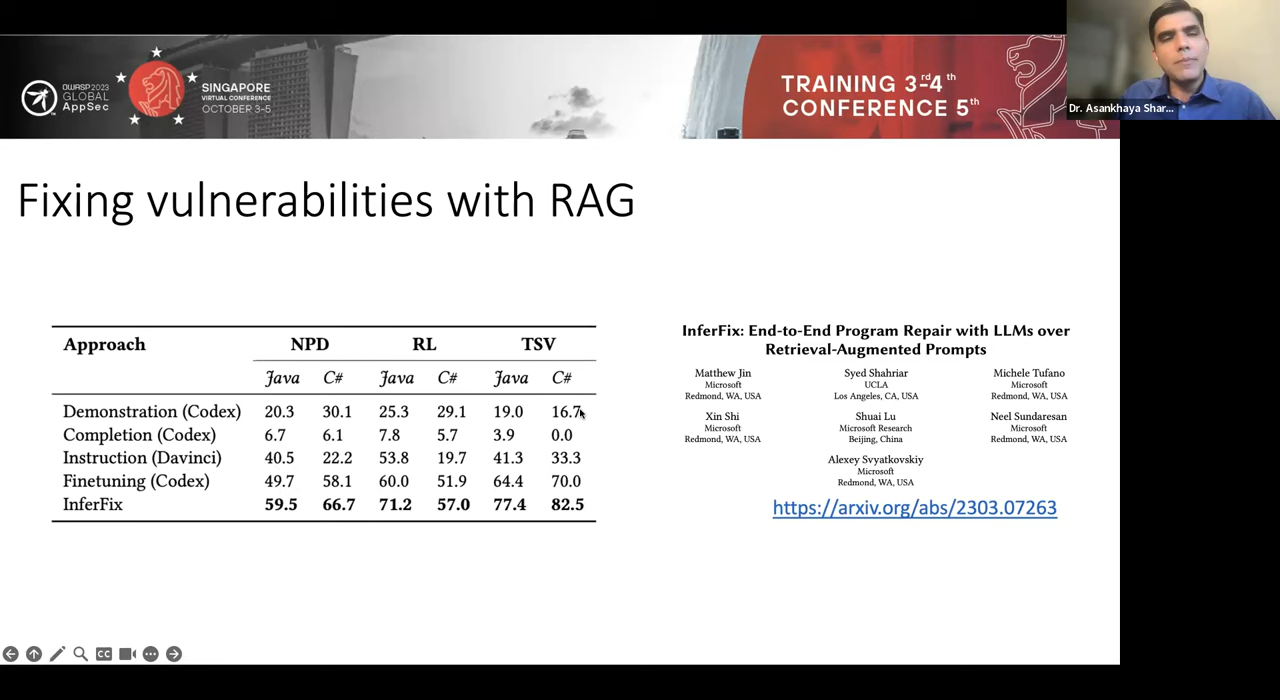 OWASP 2023
GLOBAL
AppSec
SINGAPORE
VIRTUAL CONFERENCE
OCTOBER 3-5
TRAINING 3rd-4th
CONFERENCE 5th
Dr. Asankhaya Shar...
Fixing vulnerabilities with RAG
Approach NPD RL TSV
Java C# Java C# Java C#
Demonstration (Codex) 20.3 30.1 25.3 29.1 19.0 16.7
Completion (Codex) 6.7 6.1 7.8 5.7 3.9 0.0
Instruction (Davinci) 40.5 22.2 53.8 19.7 41.3 33.3
Finetuning (Codex) 49.7 58.1 60.0 51.9 64.4 70.0
InferFix 59.5 66.7 71.2 57.0 77.4 82.5
InferFix: End-to-End Program Repair with LLMs over
Retrieval-Augmented Prompts
Matthew Jin Syed Shahriar Michele Tufano
Microsoft UCLA Microsoft
Redmond, WA, USA Los Angeles, CA, USA Redmond, WA, USA
Xin Shi Shuai Lu Neel Sundaresan
Microsoft Microsoft Research Microsoft
Redmond, WA, USA Beijing, China Redmond, WA, USA
Alexey Svyatkovskiy
Microsoft
Redmond, WA, USA
https://arxiv.org/abs/2303.07263
CC